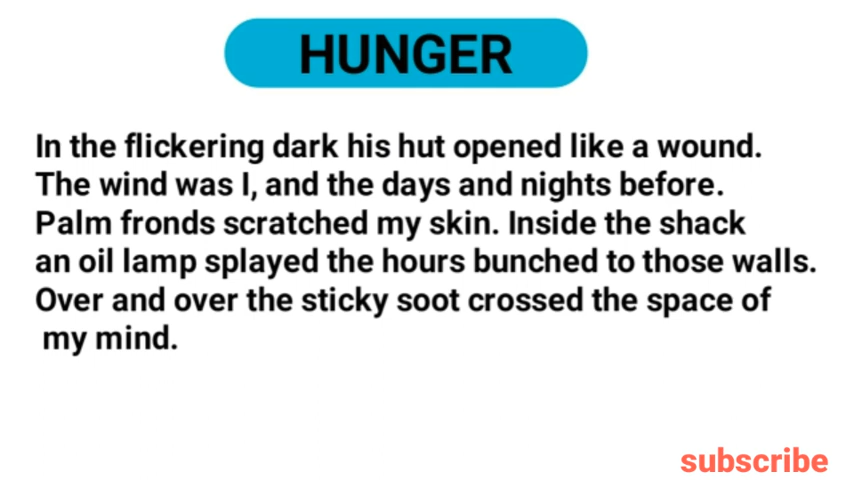 HUNGER
In the flickering dark his hut opened like a wound.
The wind was I, and the days and nights before.
Palm fronds scratched my skin. Inside the shack
an oil lamp splayed the hours bunched to those walls.
Over and over the sticky soot crossed the space of
my mind.
subscribe